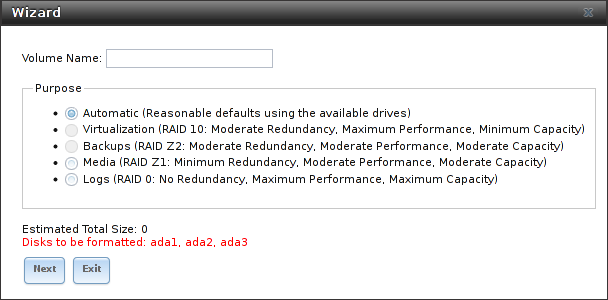 Wizard
Volume Name:
Purpose
Automatic (Reasonable defaults using the available drives)
Virtualization (RAID 10: Moderate Redundancy, Maximum Performance, Minimum Capacity)
Backups (RAID Z2: Moderate Redundancy, Moderate Performance, Moderate Capacity)
Media (RAID Z1: Minimum Redundancy, Moderate Performance, Moderate Capacity)
Logs (RAID 0: No Redundancy, Maximum Performance, Maximum Capacity)
Estimated Total Size: 0
Disks to be formatted: ada1, ada2, ada3
Next Exit